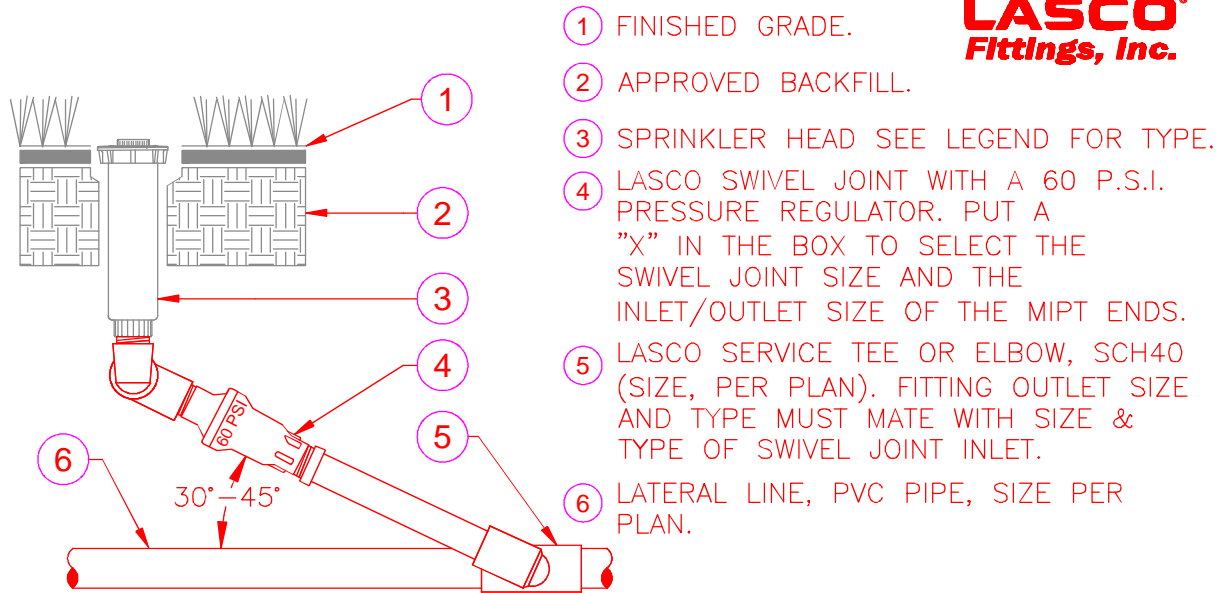 LASCO®
Fittings, Inc.
1 FINISHED GRADE.
2 APPROVED BACKFILL.
3 SPRINKLER HEAD SEE LEGEND FOR TYPE.
4 LASCO SWIVEL JOINT WITH A 60 P.S.I.
PRESSURE REGULATOR. PUT A
"X" IN THE BOX TO SELECT THE
SWIVEL JOINT SIZE AND THE
INLET/OUTLET SIZE OF THE MIPT ENDS.
5 LASCO SERVICE TEE OR ELBOW, SCH40
(SIZE, PER PLAN). FITTING OUTLET SIZE
AND TYPE MUST MATE WITH SIZE &
TYPE OF SWIVEL JOINT INLET.
6 LATERAL LINE, PVC PIPE, SIZE PER
PLAN.
1
2
3
4
5
6
60 PSI
30°-45°